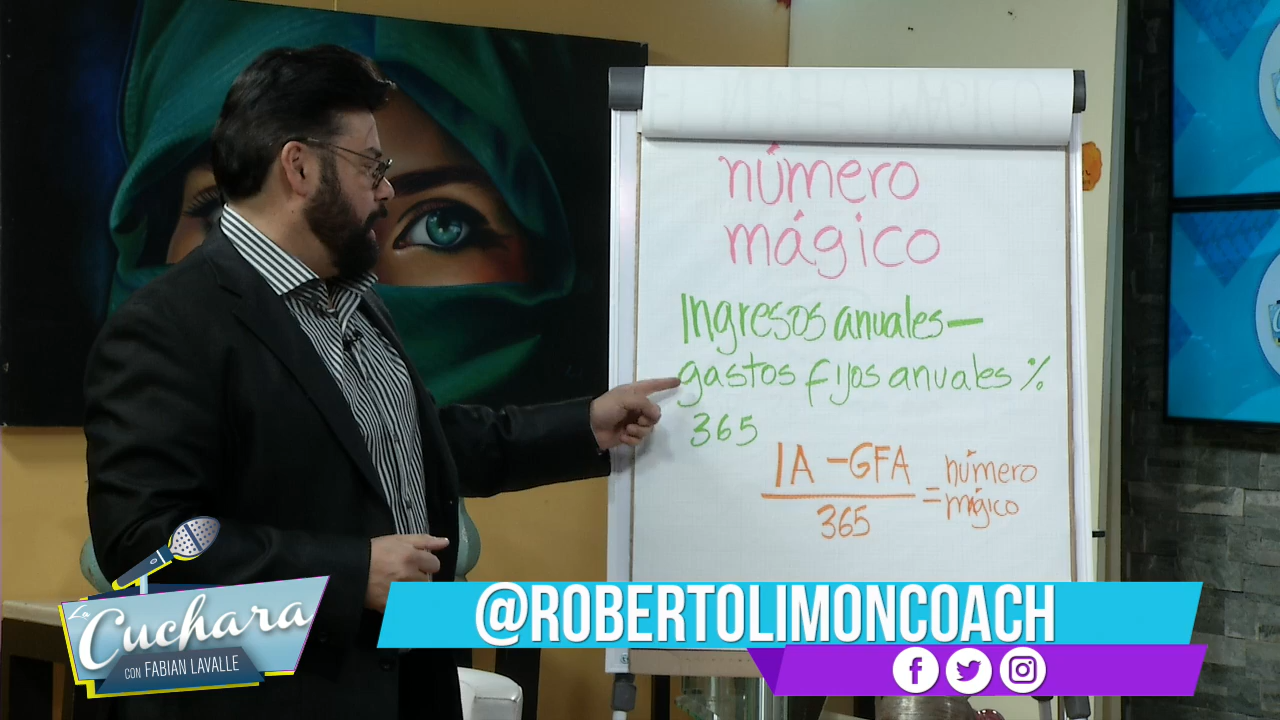 número
mágico
Ingresos anuales —
gastos fijos anuales %
365
IA - GFA
365
= número
mágico
La
Cuchara
CON FABIAN LAVALLE
@ROBERTOLIMONCOACH